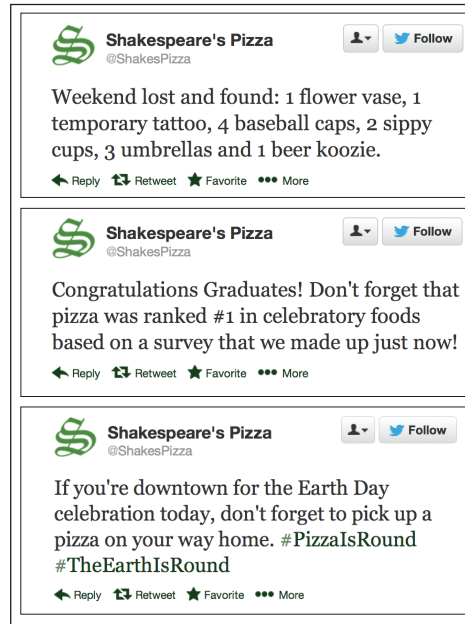 S
Shakespeare's Pizza
Follow
@ShakesPizza
Weekend lost and found: 1 flower vase, 1
temporary tattoo, 4 baseball caps, 2 sippy
cups, 3 umbrellas and 1 beer koozie.
Reply Retweet Favorite More
S
Shakespeare's Pizza
Follow
@ShakesPizza
Congratulations Graduates! Don't forget that
pizza was ranked #1 in celebratory foods
based on a survey that we made up just now!
Reply Retweet Favorite More
S
Shakespeare's Pizza
Follow
@ShakesPizza
If you're downtown for the Earth Day
celebration today, don't forget to pick up a
pizza on your way home. #PizzaIsRound
#TheEarthIsRound
Reply Retweet Favorite More